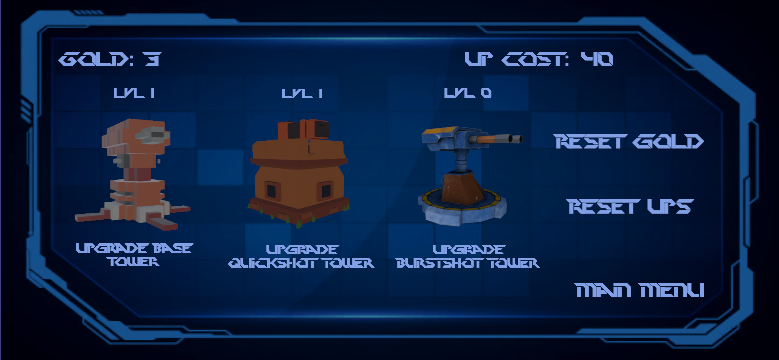 GOLD: 3
UP COST: 40
LVL 1
LVL 1
LVL 0
RESET GOLD
RESET UPS
UPGRADE BASE
TOWER
UPGRADE
QUICKSHOT TOWER
UPGRADE
BURSTSHOT TOWER
MAIN MENU